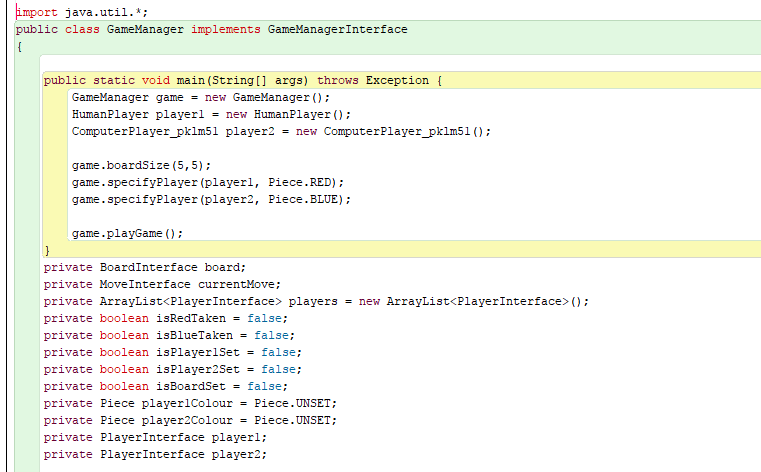 import java.util.*;
public class GameManager implements GameManagerInterface
{
public static void main(String[] args) throws Exception {
GameManager game = new GameManager();
HumanPlayer player1 = new HumanPlayer();
ComputerPlayer_pklm51 player2 = new ComputerPlayer_pklm51();
game.boardSize(5,5);
game.specifyPlayer(player1, Piece.RED);
game.specifyPlayer(player2, Piece.BLUE);
game.playGame();
}
private BoardInterface board;
private MoveInterface currentMove;
private ArrayList<PlayerInterface> players = new ArrayList<PlayerInterface>();
private boolean isRedTaken = false;
private boolean isBlueTaken = false;
private boolean isPlayer1Set = false;
private boolean isPlayer2Set = false;
private boolean isBoardSet = false;
private Piece player1Colour = Piece.UNSET;
private Piece player2Colour = Piece.UNSET;
private PlayerInterface player1;
private PlayerInterface player2;